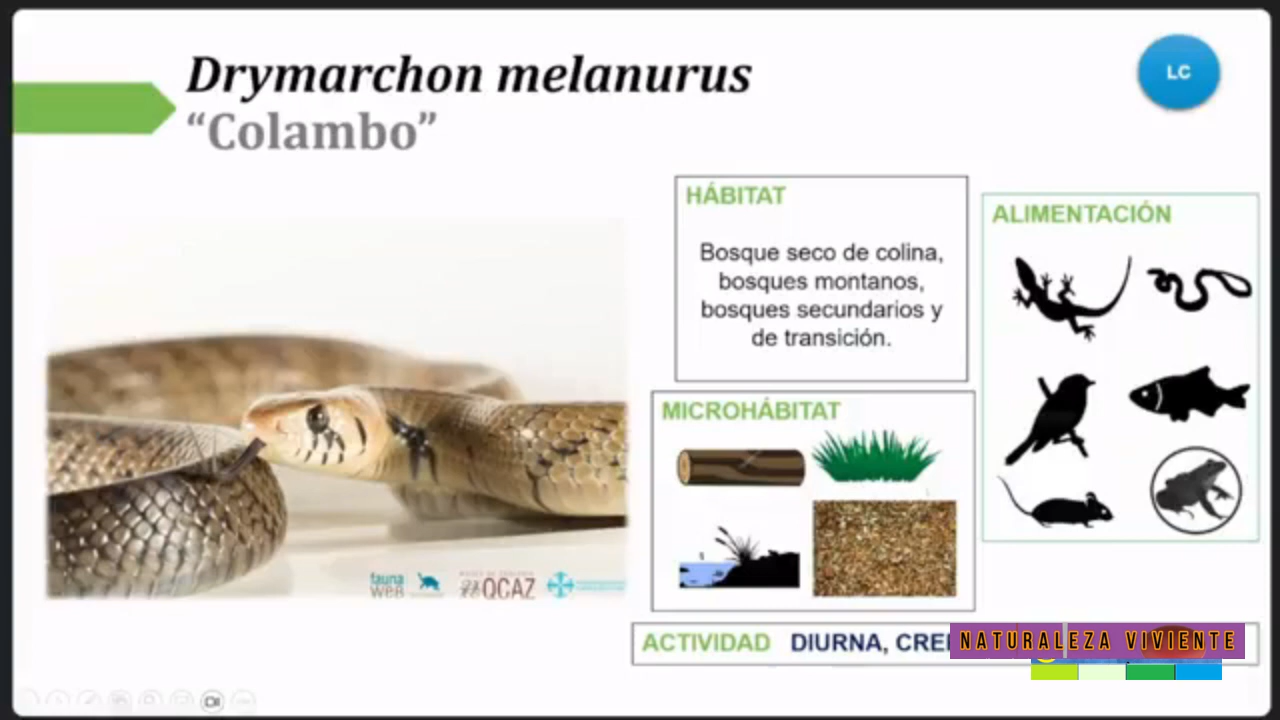 Drymarchon melanurus
“Colambo”
LC
HÁBITAT
Bosque seco de colina,
bosques montanos,
bosques secundarios y
de transición.
ALIMENTACIÓN
MICROHÁBITAT
fauna
WEB
QCAZ
ACTIVIDAD DIURNA,
NATURALEZA VIVIENTE